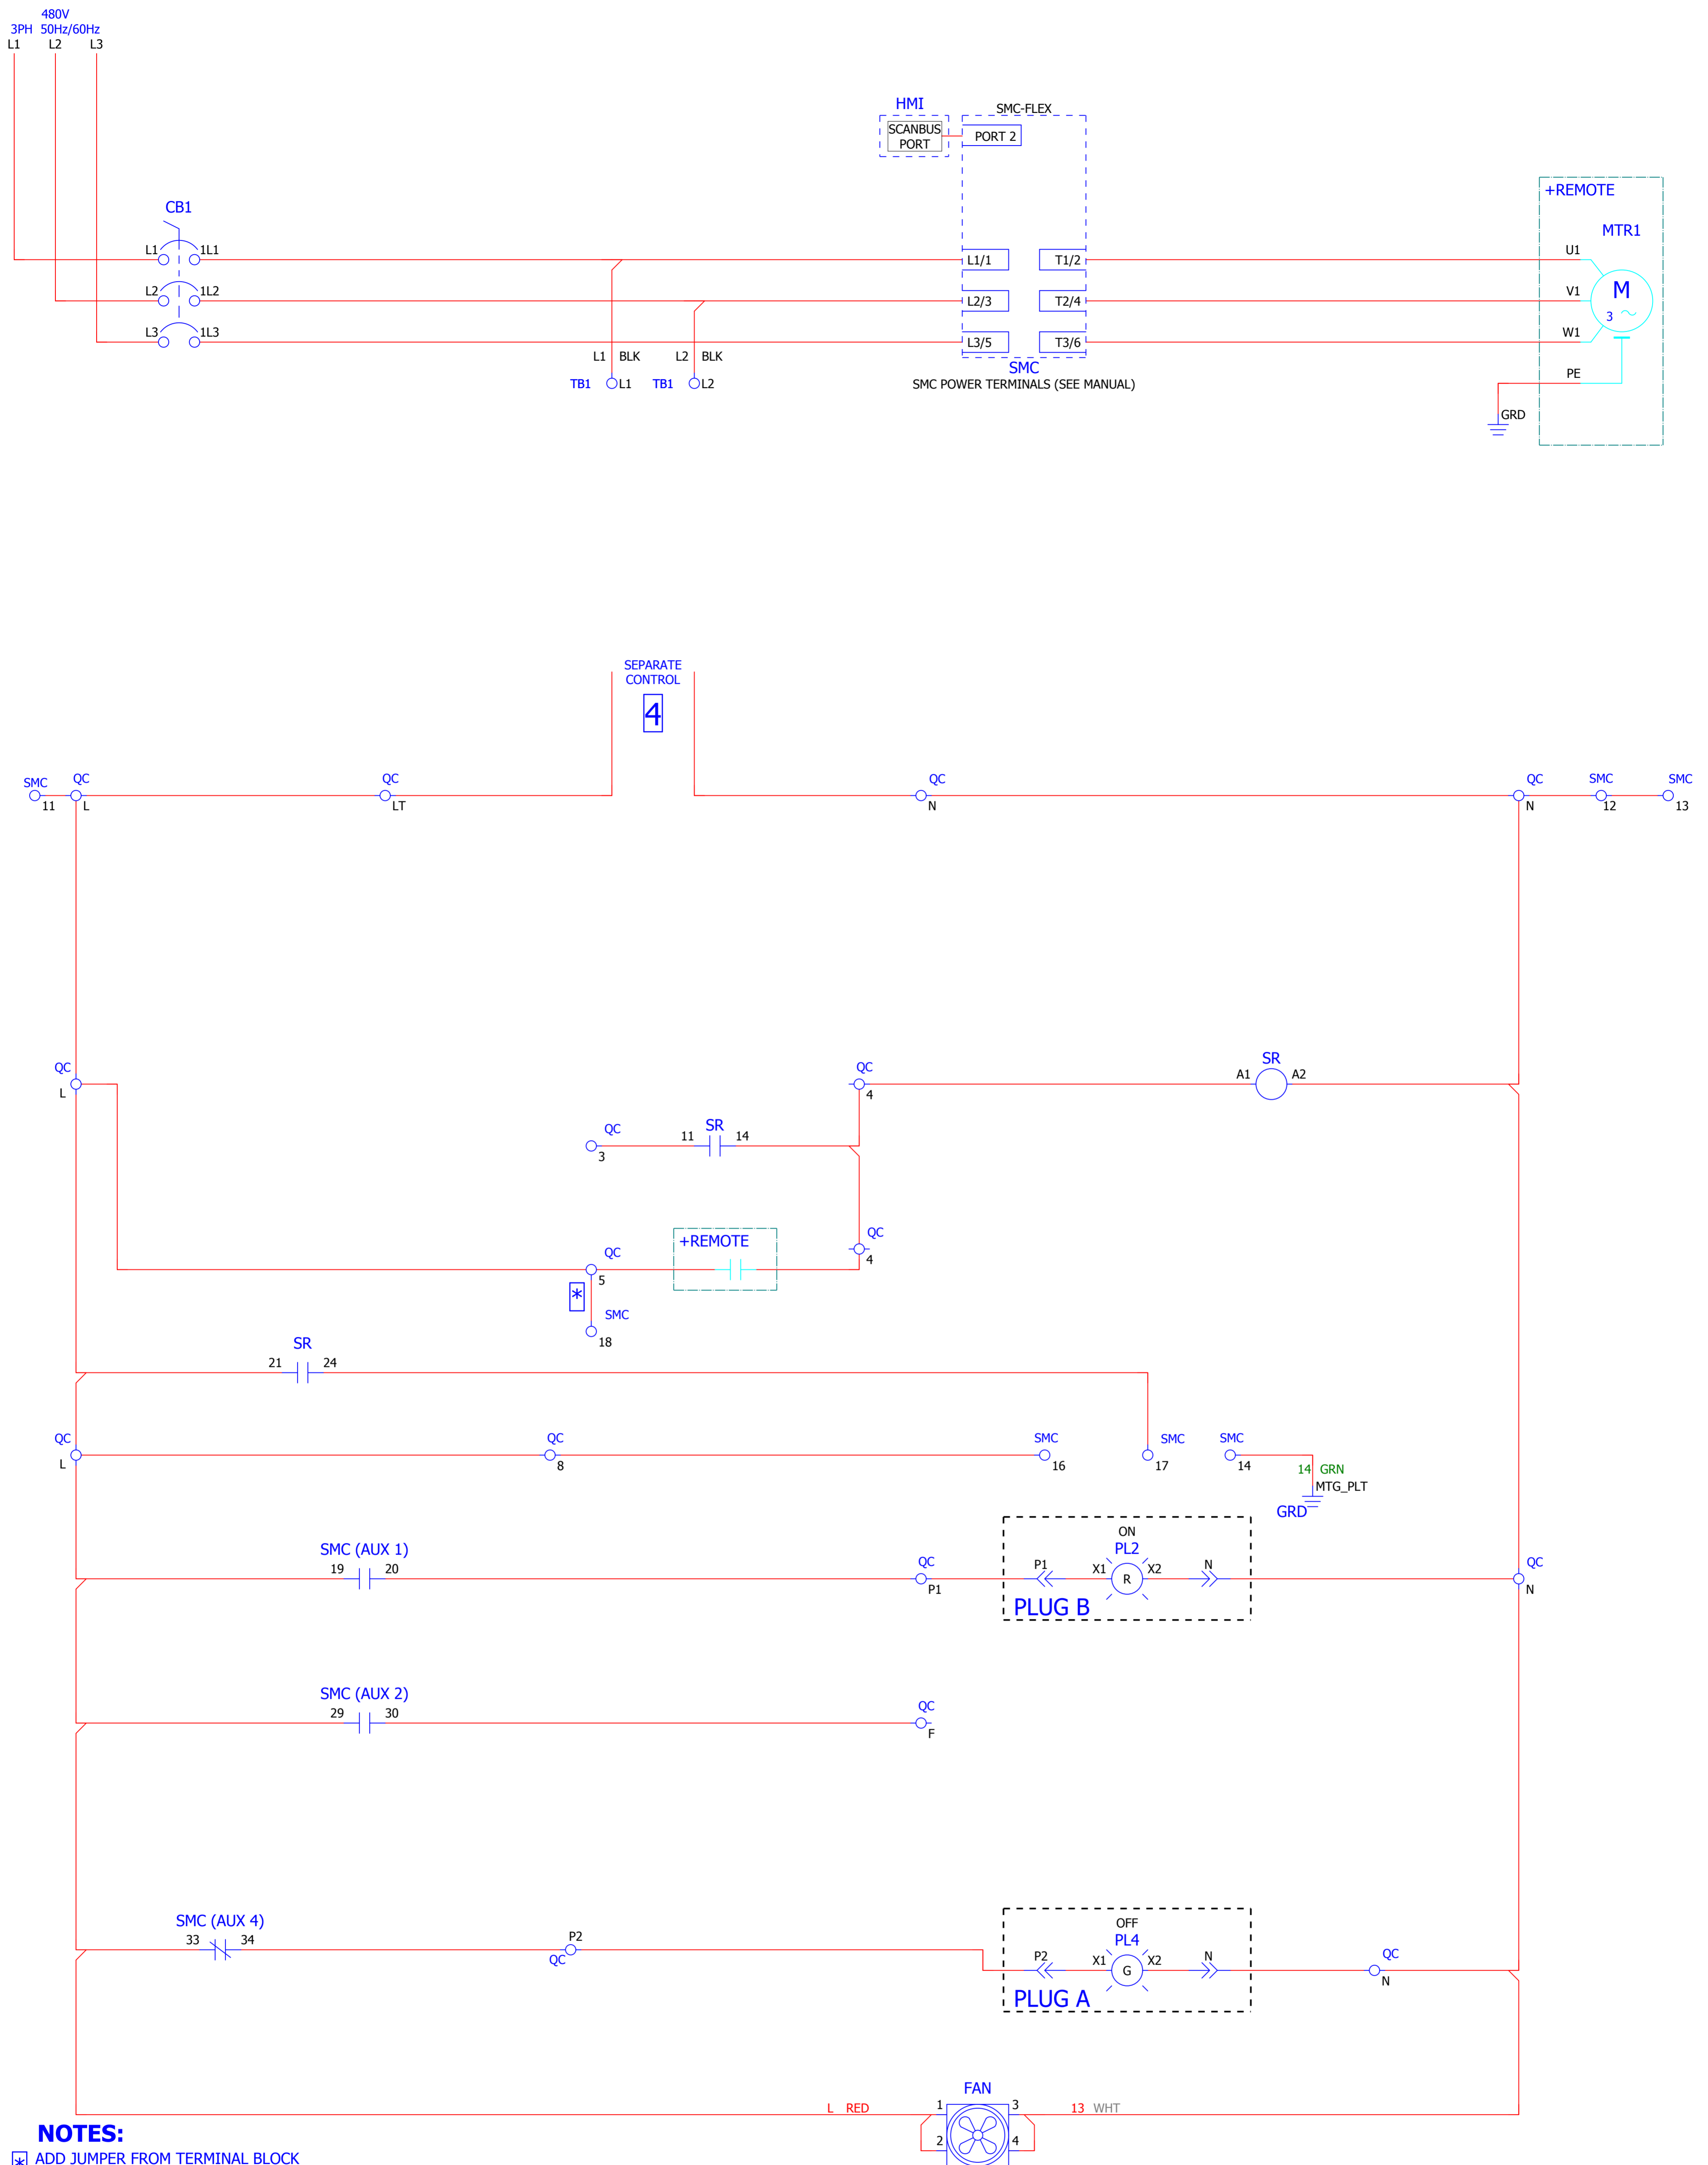 480V
3PH 50Hz/60Hz
L1 L2 L3
HMI
SCANBUS
PORT
SMC-FLEX
PORT 2
CB1
L1 1L1
L2 1L2
L3 1L3
L1/1 T1/2
L2/3 T2/4
L3/5 T3/6
SMC
SMC POWER TERMINALS (SEE MANUAL)
+REMOTE
MTR1
U1
V1
W1
M
3
PE
GRD
L1 BLK L2 BLK
TB1 L1 TB1 L2
SEPARATE
CONTROL
4
SMC QC QC QC QC SMC SMC
11 L LT N N 12 13
QC QC SR
L 4 A1 A2
QC SR
3 11 14
QC
4
QC +REMOTE
5
*
SMC
18
SR
21 24
QC QC SMC SMC SMC
L 8 16 17 14
14 GRN
MTG_PLT
GRD
SMC (AUX 1)
19 20
QC
P1
ON
PL2
P1 X1 R X2 N
PLUG B
QC
N
SMC (AUX 2)
29 30
QC
F
SMC (AUX 4)
33 34
P2
QC
OFF
PL4
P2 X1 G X2 N
PLUG A
QC
N
FAN
L RED 1 3 13 WHT
2 4
NOTES:
* ADD JUMPER FROM TERMINAL BLOCK